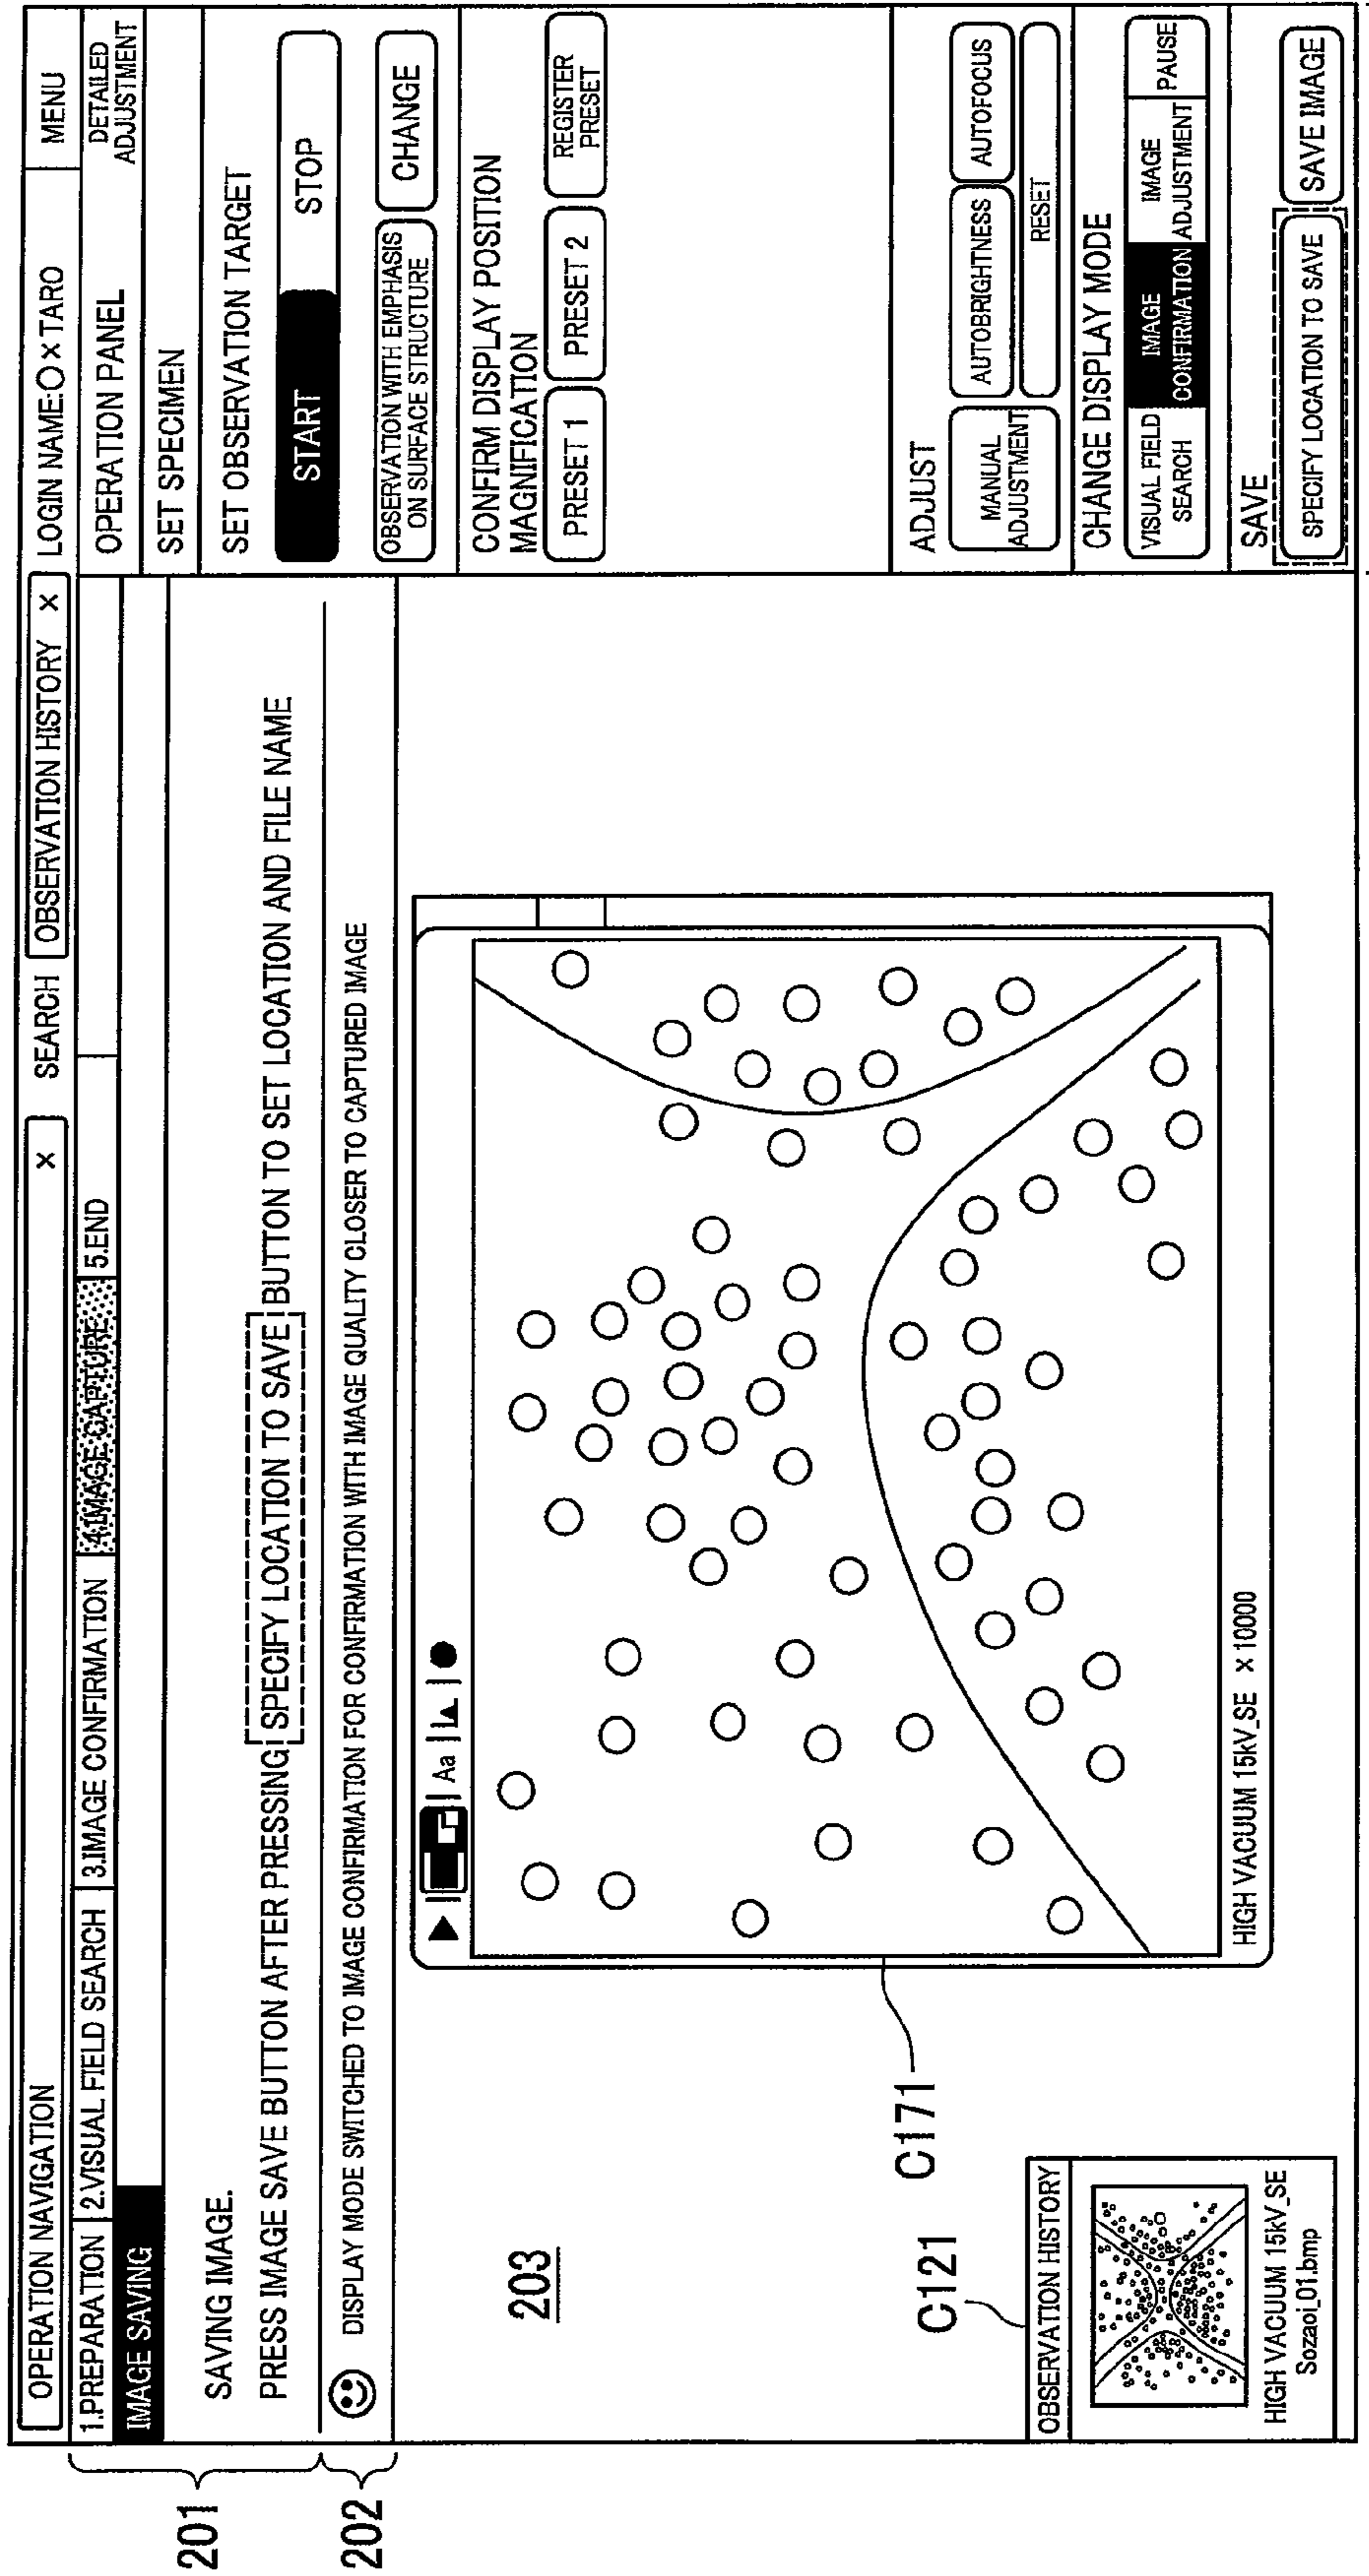 OPERATION NAVIGATION × SEARCH OBSERVATION HISTORY × LOGIN NAME:○×TARO MENU
1.PREPARATION 2.VISUAL FIELD SEARCH 3.IMAGE CONFIRMATION 4.IMAGE CAPTURE 5.END
IMAGE SAVING
SAVING IMAGE.
PRESS IMAGE SAVE BUTTON AFTER PRESSING SPECIFY LOCATION TO SAVE BUTTON TO SET LOCATION AND FILE NAME
DISPLAY MODE SWITCHED TO IMAGE CONFIRMATION FOR CONFIRMATION WITH IMAGE QUALITY CLOSER TO CAPTURED IMAGE
201
202
203
Aa
HIGH VACUUM 15kV_SE ×10000
C171
C121
OBSERVATION HISTORY
HIGH VACUUM 15kV_SE
Sozaoi_01.bmp
OPERATION PANEL
DETAILED
ADJUSTMENT
SET SPECIMEN
SET OBSERVATION TARGET
START STOP
OBSERVATION WITH EMPHASIS
ON SURFACE STRUCTURE
CHANGE
CONFIRM DISPLAY POSITION
MAGNIFICATION
PRESET 1 PRESET 2
REGISTER
PRESET
ADJUST
MANUAL
ADJUSTMENT
AUTOBRIGHTNESS AUTOFOCUS
RESET
CHANGE DISPLAY MODE
VISUAL FIELD
SEARCH
IMAGE
CONFIRMATION
IMAGE
ADJUSTMENT
PAUSE
SAVE
SPECIFY LOCATION TO SAVE SAVE IMAGE